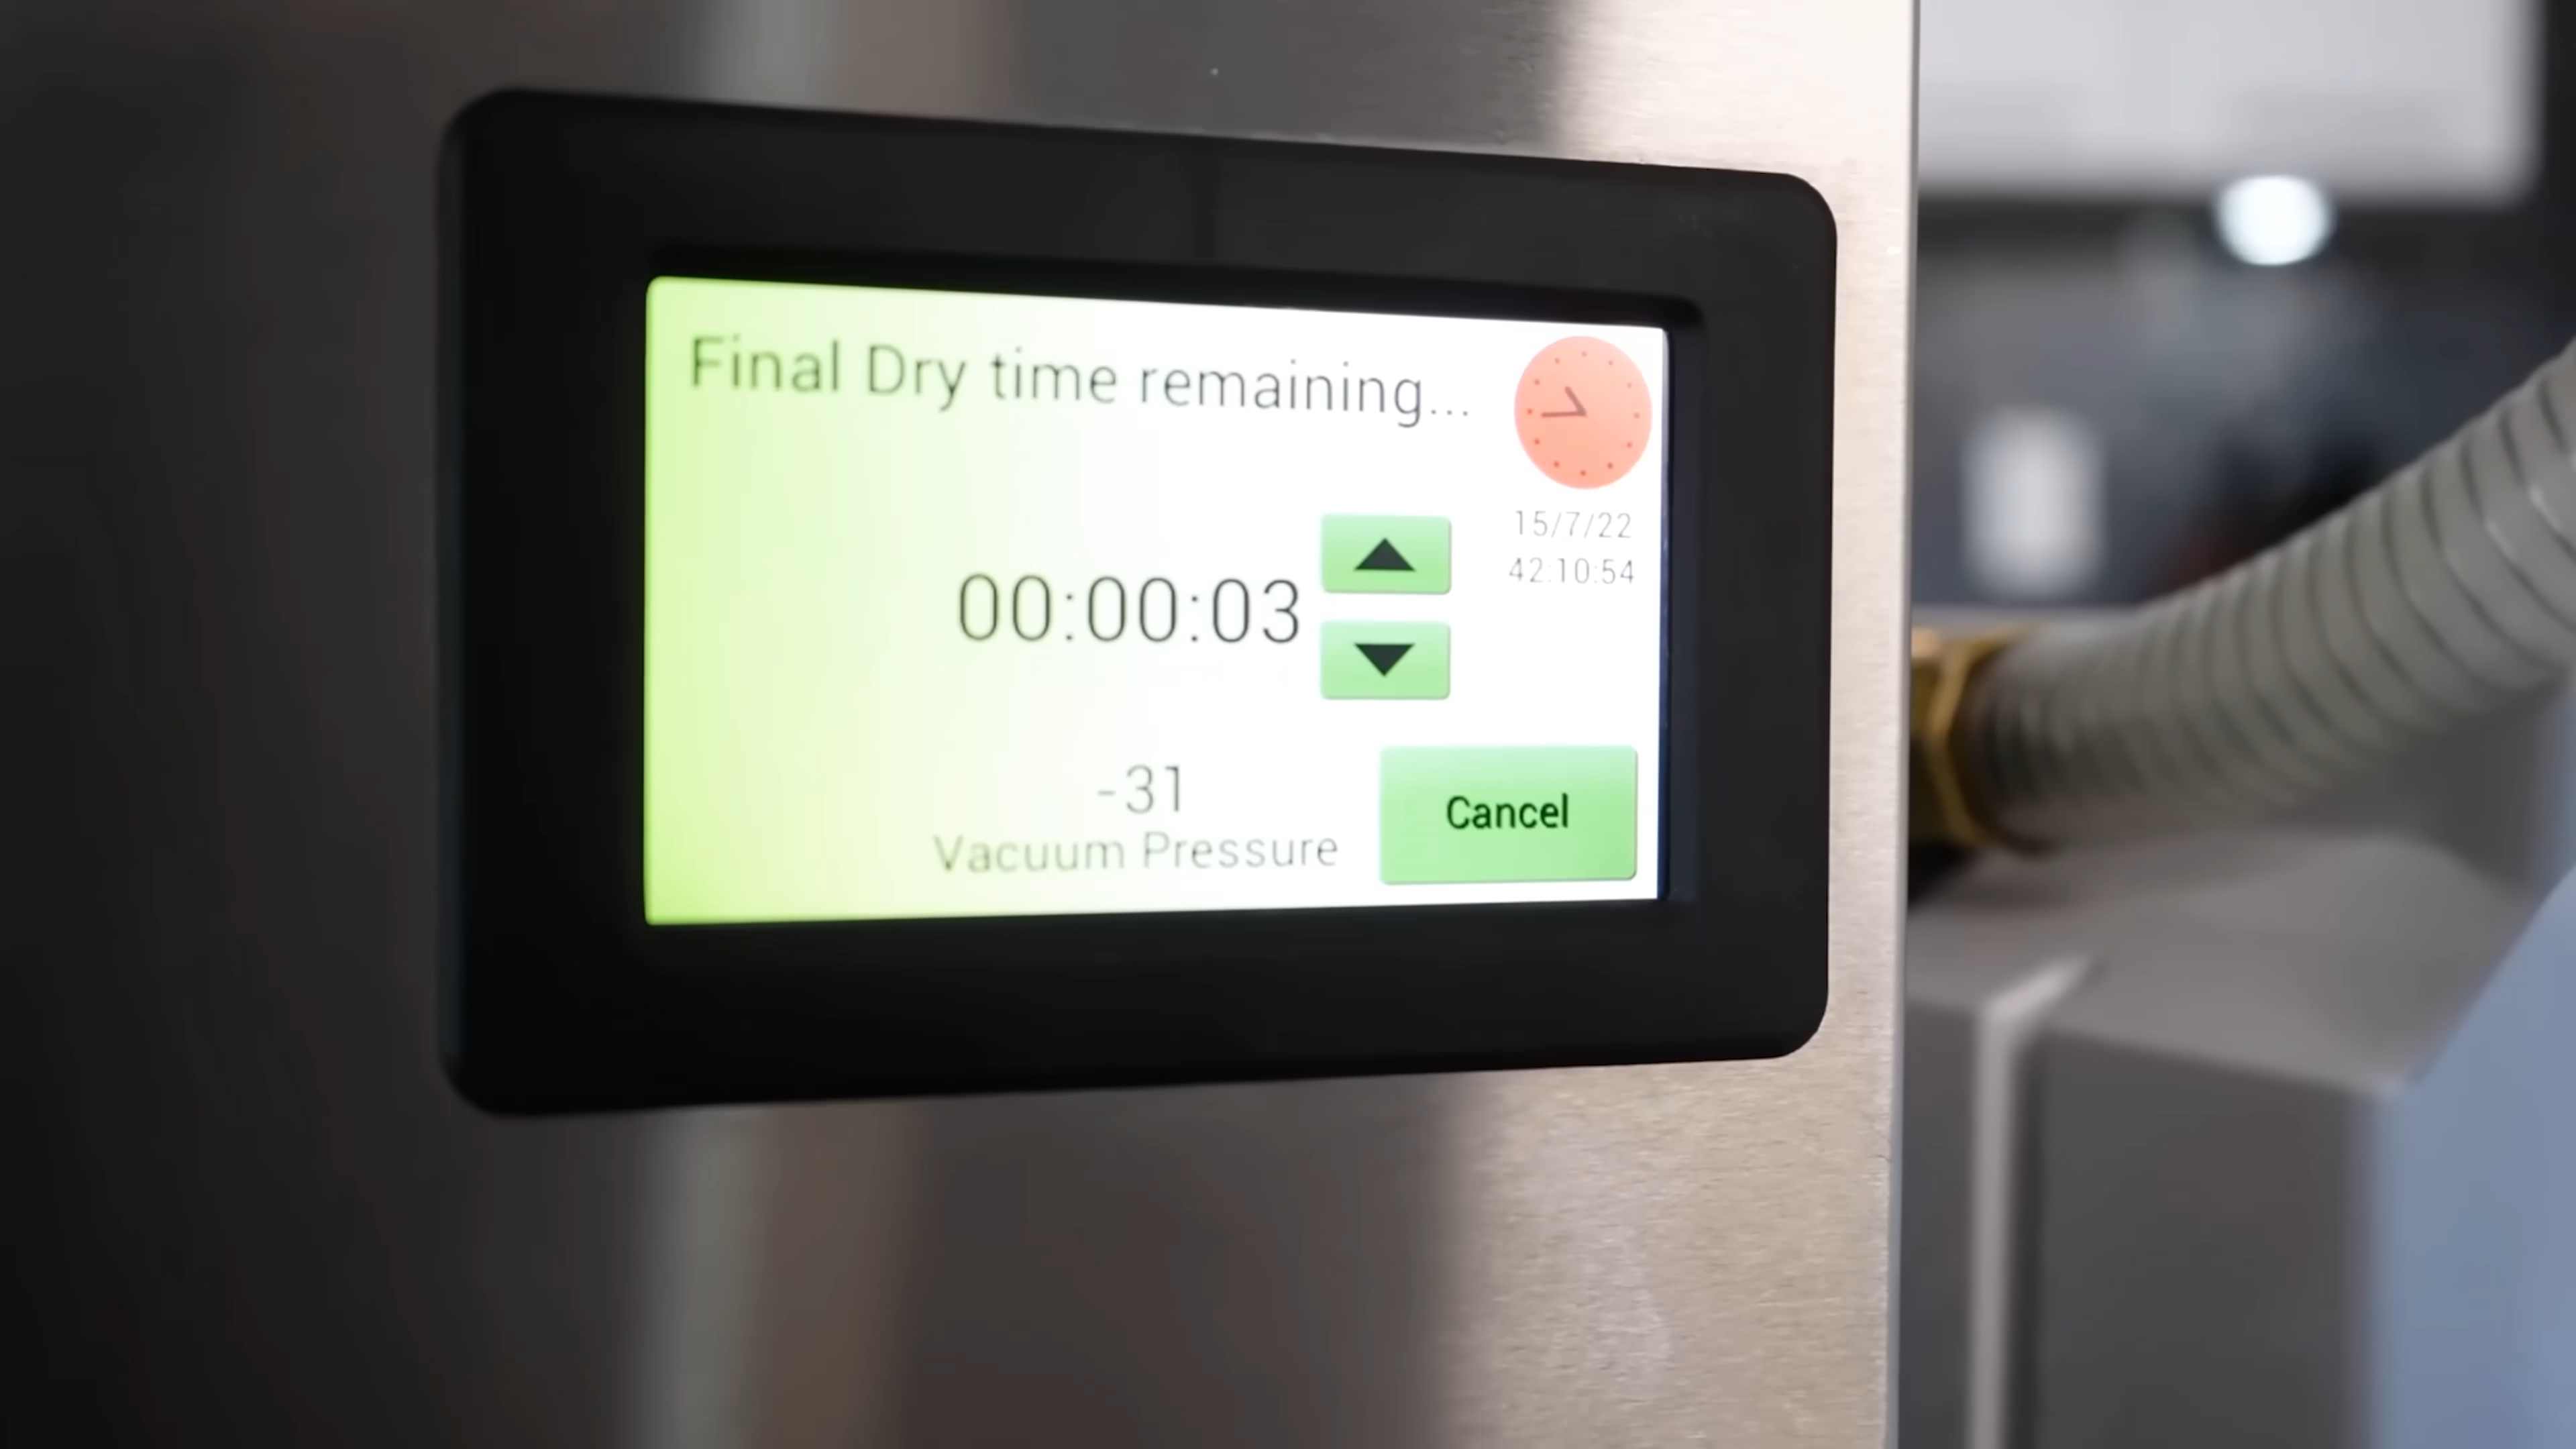 Final Dry time remaining...
15/7/22
42:10:54
00:00:03
-31
Vacuum Pressure
Cancel